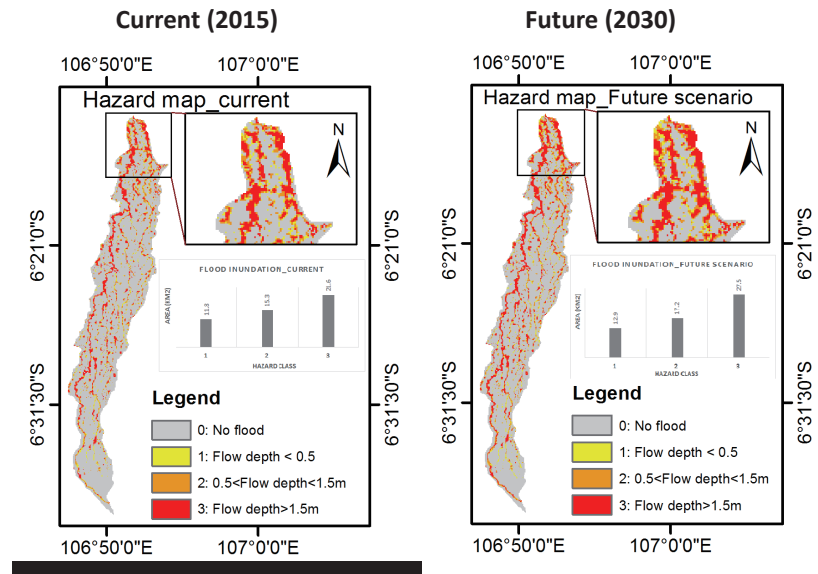 Current (2015)
106°50'0"E 107°0'0"E
Hazard map_current
N
6°21'0"S
6°31'30"S
FLOOD INUNDATION_CURRENT
AREA (KM2)
11.8
15.3
21.6
1 2 3
HAZARD CLASS
Legend
0: No flood
1: Flow depth < 0.5
2: 0.5<Flow depth<1.5m
3: Flow depth>1.5m
106°50'0"E 107°0'0"E
Future (2030)
106°50'0"E 107°0'0"E
Hazard map_Future scenario
N
6°21'0"S
6°31'30"S
FLOOD INUNDATION_FUTURE SCENARIO
AREA (KM2)
12.9
17.2
27.5
1 2 3
HAZARD CLASS
Legend
0: No flood
1: Flow depth < 0.5
2: 0.5<Flow depth<1.5m
3: Flow depth>1.5m
106°50'0"E 107°0'0"E
6°21'0"S
6°31'30"S